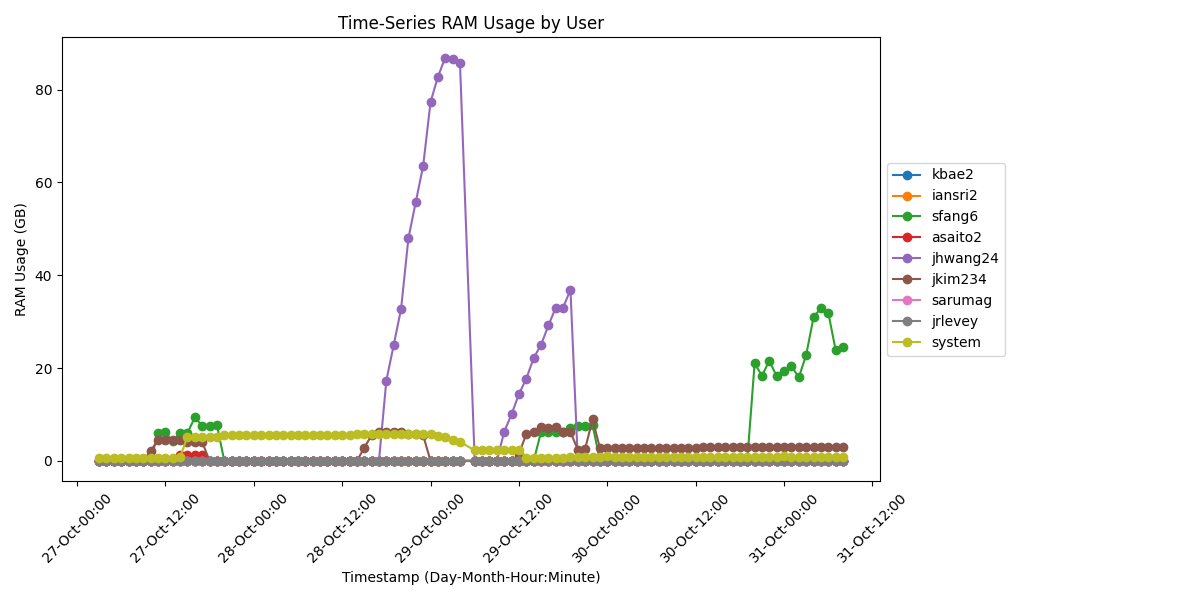 Time-Series RAM Usage by User
RAM Usage (GB)
80
60
40
20
0
27-Oct-00:00
27-Oct-12:00
28-Oct-00:00
28-Oct-12:00
29-Oct-00:00
29-Oct-12:00
30-Oct-00:00
30-Oct-12:00
31-Oct-00:00
31-Oct-12:00
Timestamp (Day-Month-Hour:Minute)
kbae2
iansri2
sfang6
asaito2
jhwang24
jkim234
sarumag
jrlevey
system